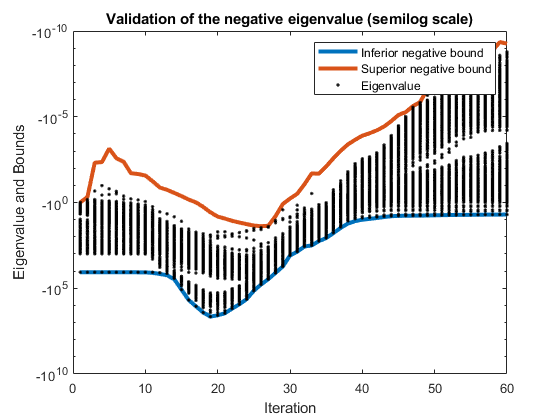 Validation of the negative eigenvalue (semilog scale)
-10^-10
Inferior negative bound
Superior negative bound
Eigenvalue
-10^-5
-10^0
-10^5
-10^10
Eigenvalue and Bounds
0 10 20 30 40 50 60
Iteration